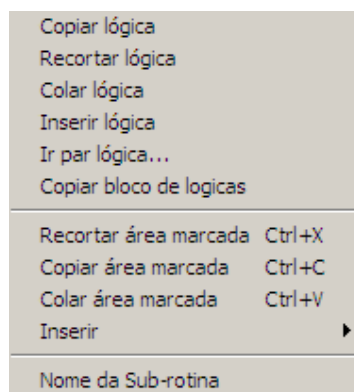 Copiar lógica
Recortar lógica
Colar lógica
Inserir lógica
Ir par lógica...
Copiar bloco de logicas
Recortar área marcada Ctrl+X
Copiar área marcada Ctrl+C
Colar área marcada Ctrl+V
Inserir
Nome da Sub-rotina